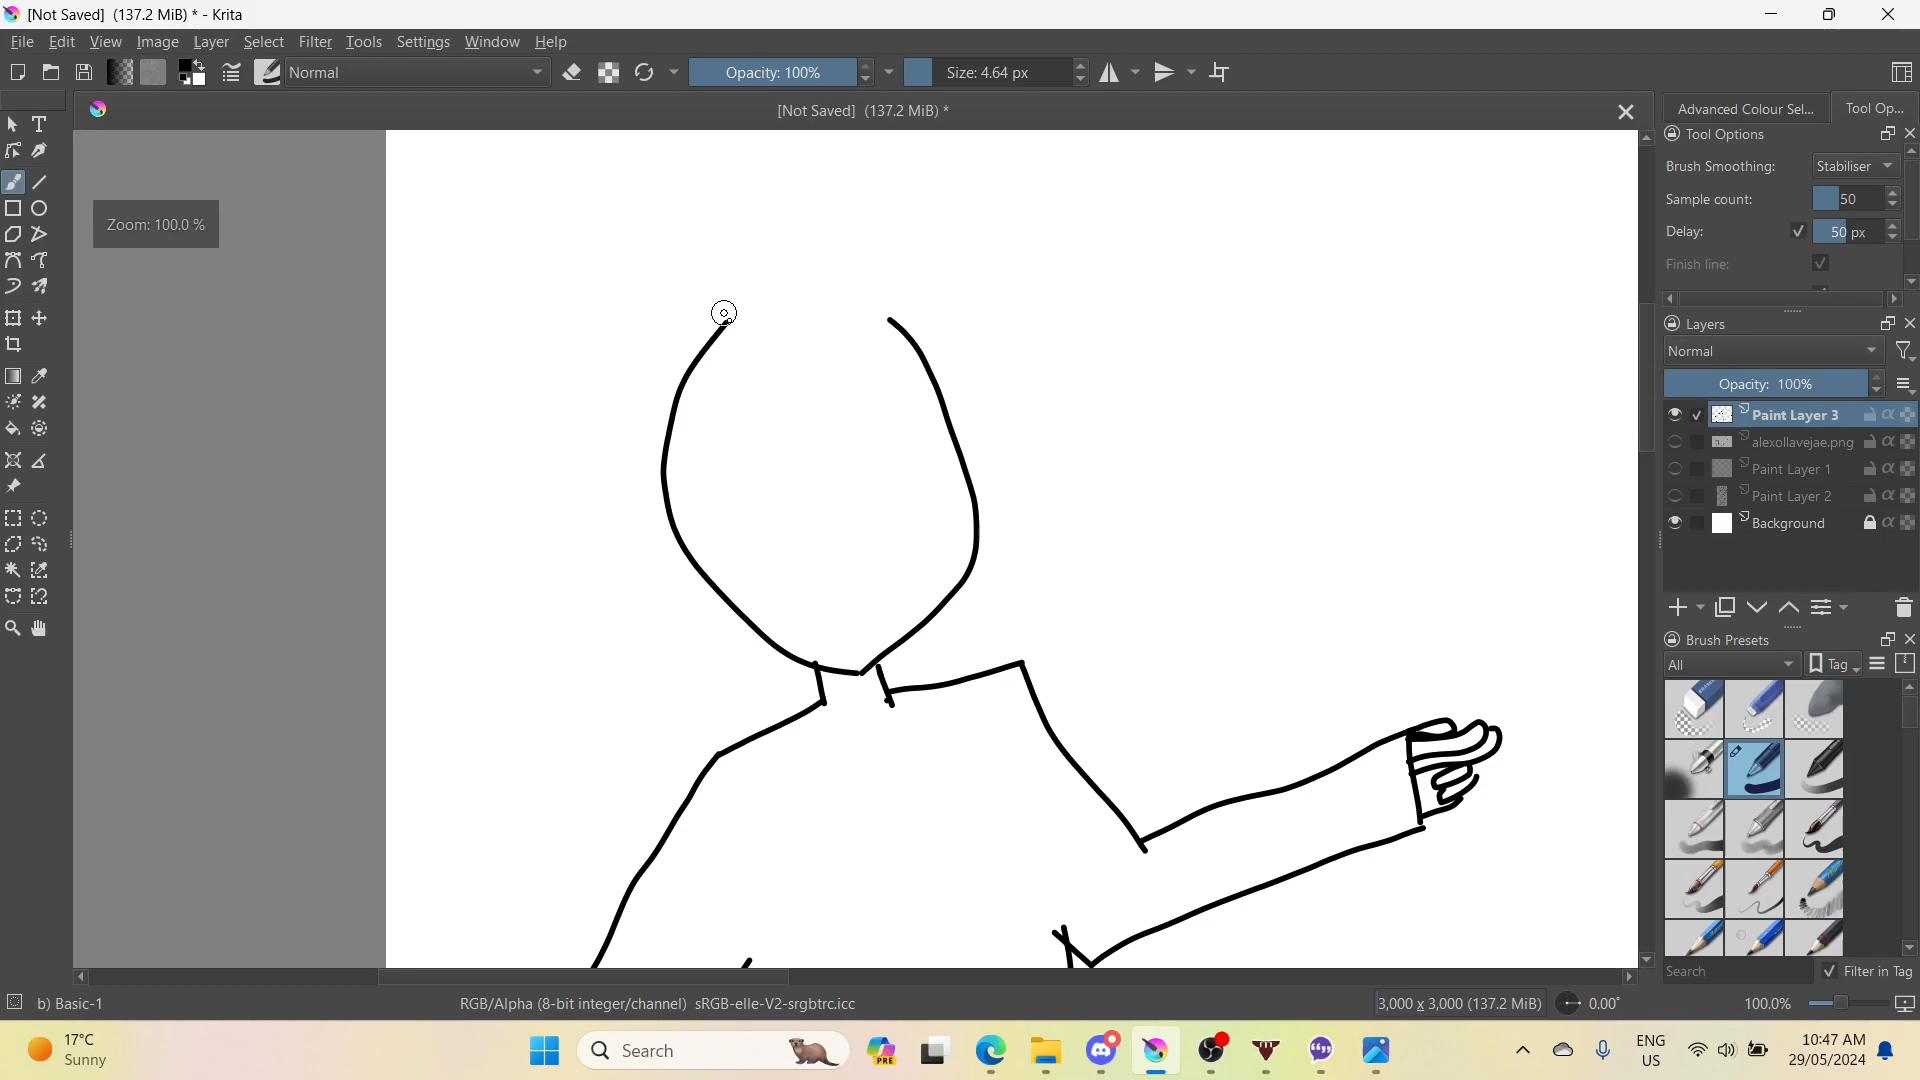 [Not Saved] (137.2 MiB) * - Krita
File Edit View Image Layer Select Filter Tools Settings Window Help
Normal
Opacity: 100%
Size: 4.64 px
[Not Saved] (137.2 MiB) *
Advanced Colour Sel...
Tool Op...
Tool Options
Brush Smoothing: Stabiliser
Sample count: 50
Delay: 50 px
Finish line:
Zoom: 100.0 %
Layers
Normal
Opacity: 100%
Paint Layer 3
alexollavejae.png
Paint Layer 1
Paint Layer 2
Background
Brush Presets
All
Tag
Search
Filter in Tag
b) Basic-1
RGB/Alpha (8-bit integer/channel) sRGB-elle-V2-srgbtrc.icc
3,000 x 3,000 (137.2 MiB)
0.00°
100.0%
17°C
Sunny
Search
PRE
ENG
US
10:47 AM
29/05/2024